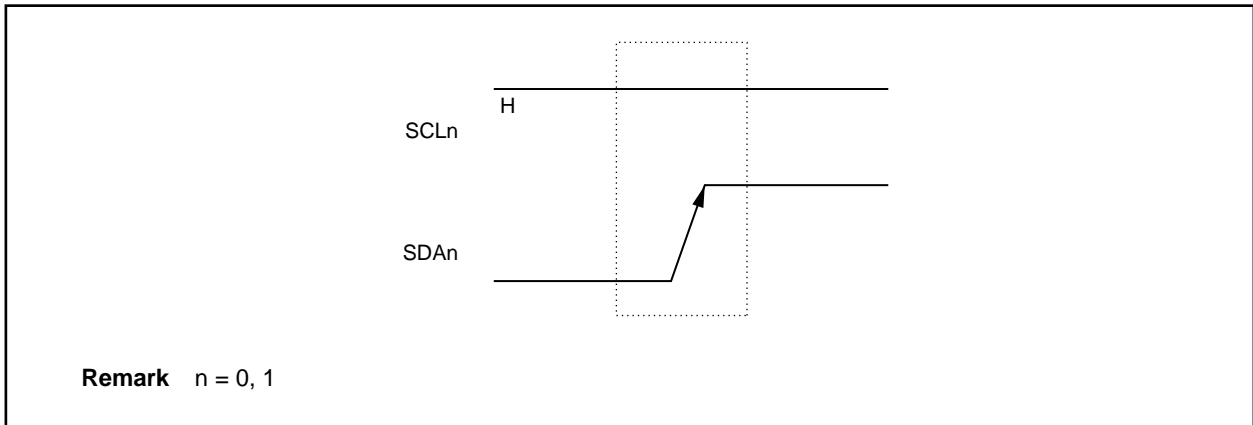 H
SCLn
SDAn
Remark n = 0, 1